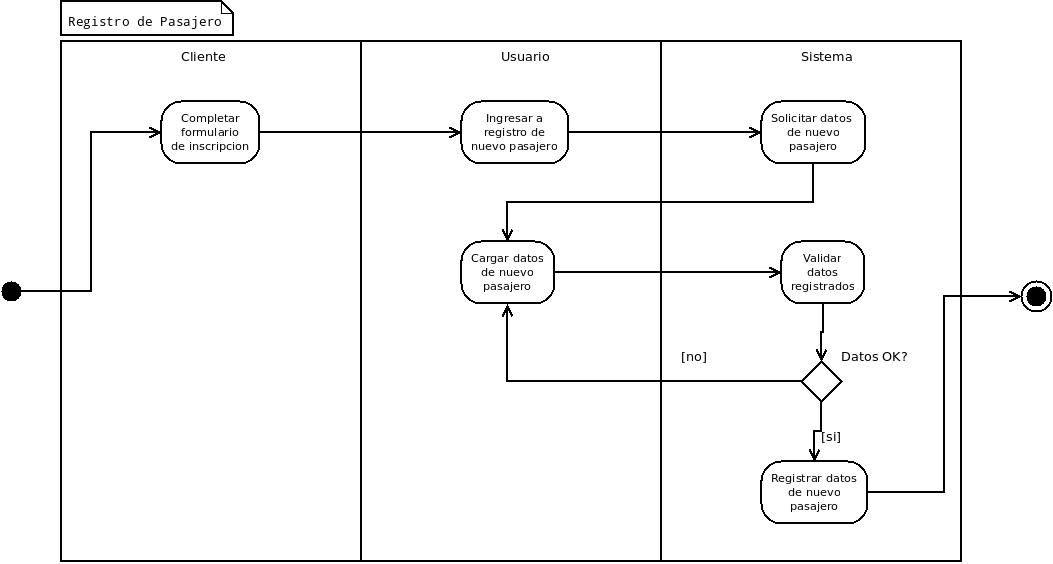 Registro de Pasajero
Cliente
Usuario
Sistema
Completar
formulario
de inscripcion
Ingresar a
registro de
nuevo pasajero
Solicitar datos
de nuevo
pasajero
Cargar datos
de nuevo
pasajero
Validar
datos
registrados
[no]
Datos OK?
[si]
Registrar datos
de nuevo
pasajero